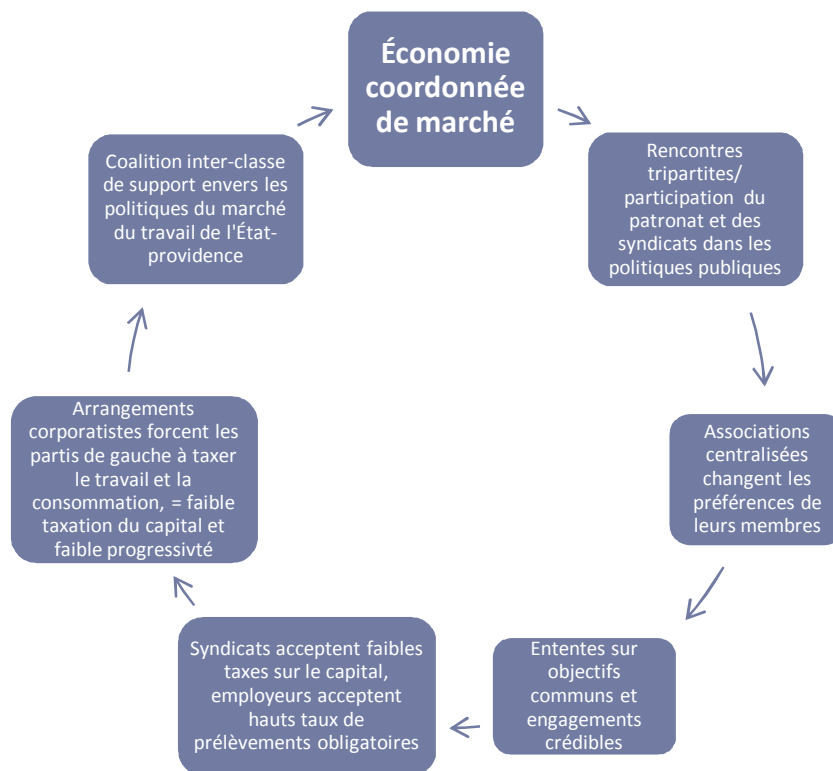 Économie
coordonnée
de marché
Rencontres
tripartites/
participation du
patronat et des
syndicats dans les
politiques publiques
Associations
centralisées
changent les
préférences de
leurs membres
Ententes sur
objectifs
communs et
engagements
crédibles
Syndicats acceptent faibles
taxes sur le capital,
employeurs acceptent
hauts taux de
prélèvements obligatoires
Arrangements
corporatistes forcent les
partis de gauche à taxer
le travail et la
consommation, = faible
taxation du capital et
faible progressivté
Coalition inter-classe
de support envers les
politiques du marché
du travail de l'État-
providence